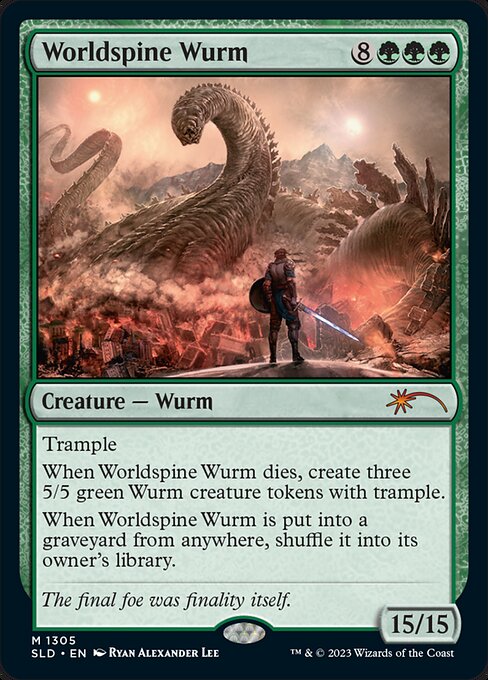 Worldspine Wurm 8
Creature — Wurm
Trample
When Worldspine Wurm dies, create three
5/5 green Wurm creature tokens with trample.
When Worldspine Wurm is put into a
graveyard from anywhere, shuffle it into its
owner's library.
The final foe was finality itself.
15/15
M 1305
SLD • EN Ryan Alexander Lee
™ & © 2023 Wizards of the Coast